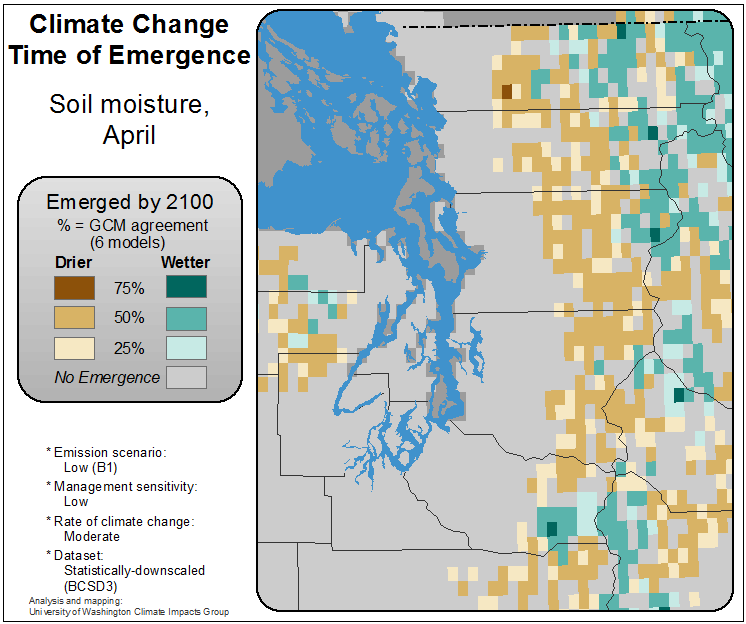 Climate Change
Time of Emergence
Soil moisture,
April
Emerged by 2100
% = GCM agreement
(6 models)
Drier Wetter
75%
50%
25%
No Emergence
* Emission scenario:
Low (B1)
* Management sensitivity:
Low
* Rate of climate change:
Moderate
* Dataset:
Statistically-downscaled
(BCSD3)
Analysis and mapping:
University of Washington Climate Impacts Group